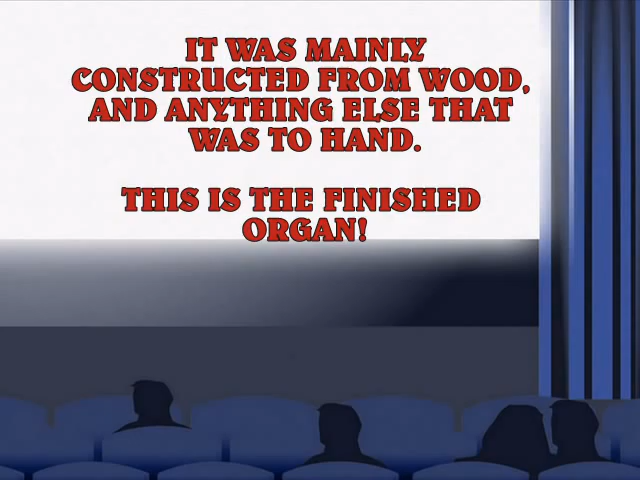 IT WAS MAINLY
CONSTRUCTED FROM WOOD,
AND ANYTHING ELSE THAT
WAS TO HAND.
THIS IS THE FINISHED
ORGAN!